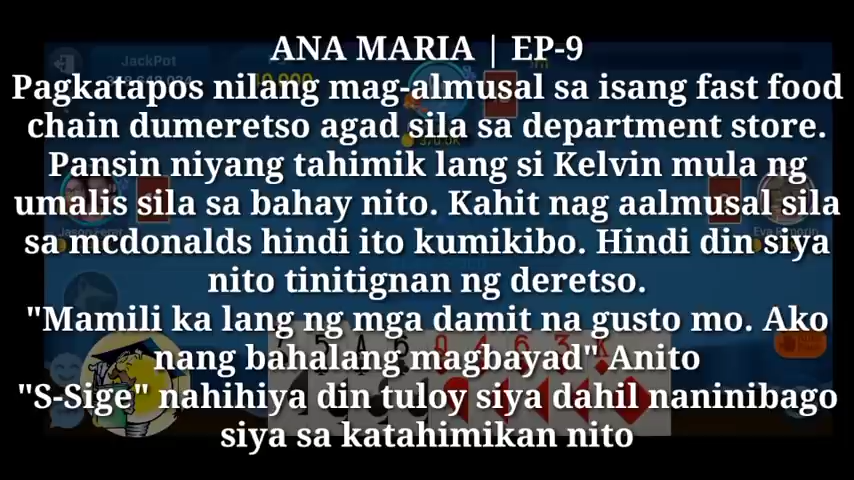 ANA MARIA | EP-9
Pagkatapos nilang mag-almusal sa isang fast food
chain dumeretso agad sila sa department store.
Pansin niyang tahimik lang si Kelvin mula ng
umalis sila sa bahay nito. Kahit nag aalmusal sila
sa mcdonalds hindi ito kumikibo. Hindi din siya
nito tinitignan ng deretso.
"Mamili ka lang ng mga damit na gusto mo. Ako
nang bahalang magbayad" Anito
"S-Sige" nahihiya din tuloy siya dahil naninibago
siya sa katahimikan nito
JackPot